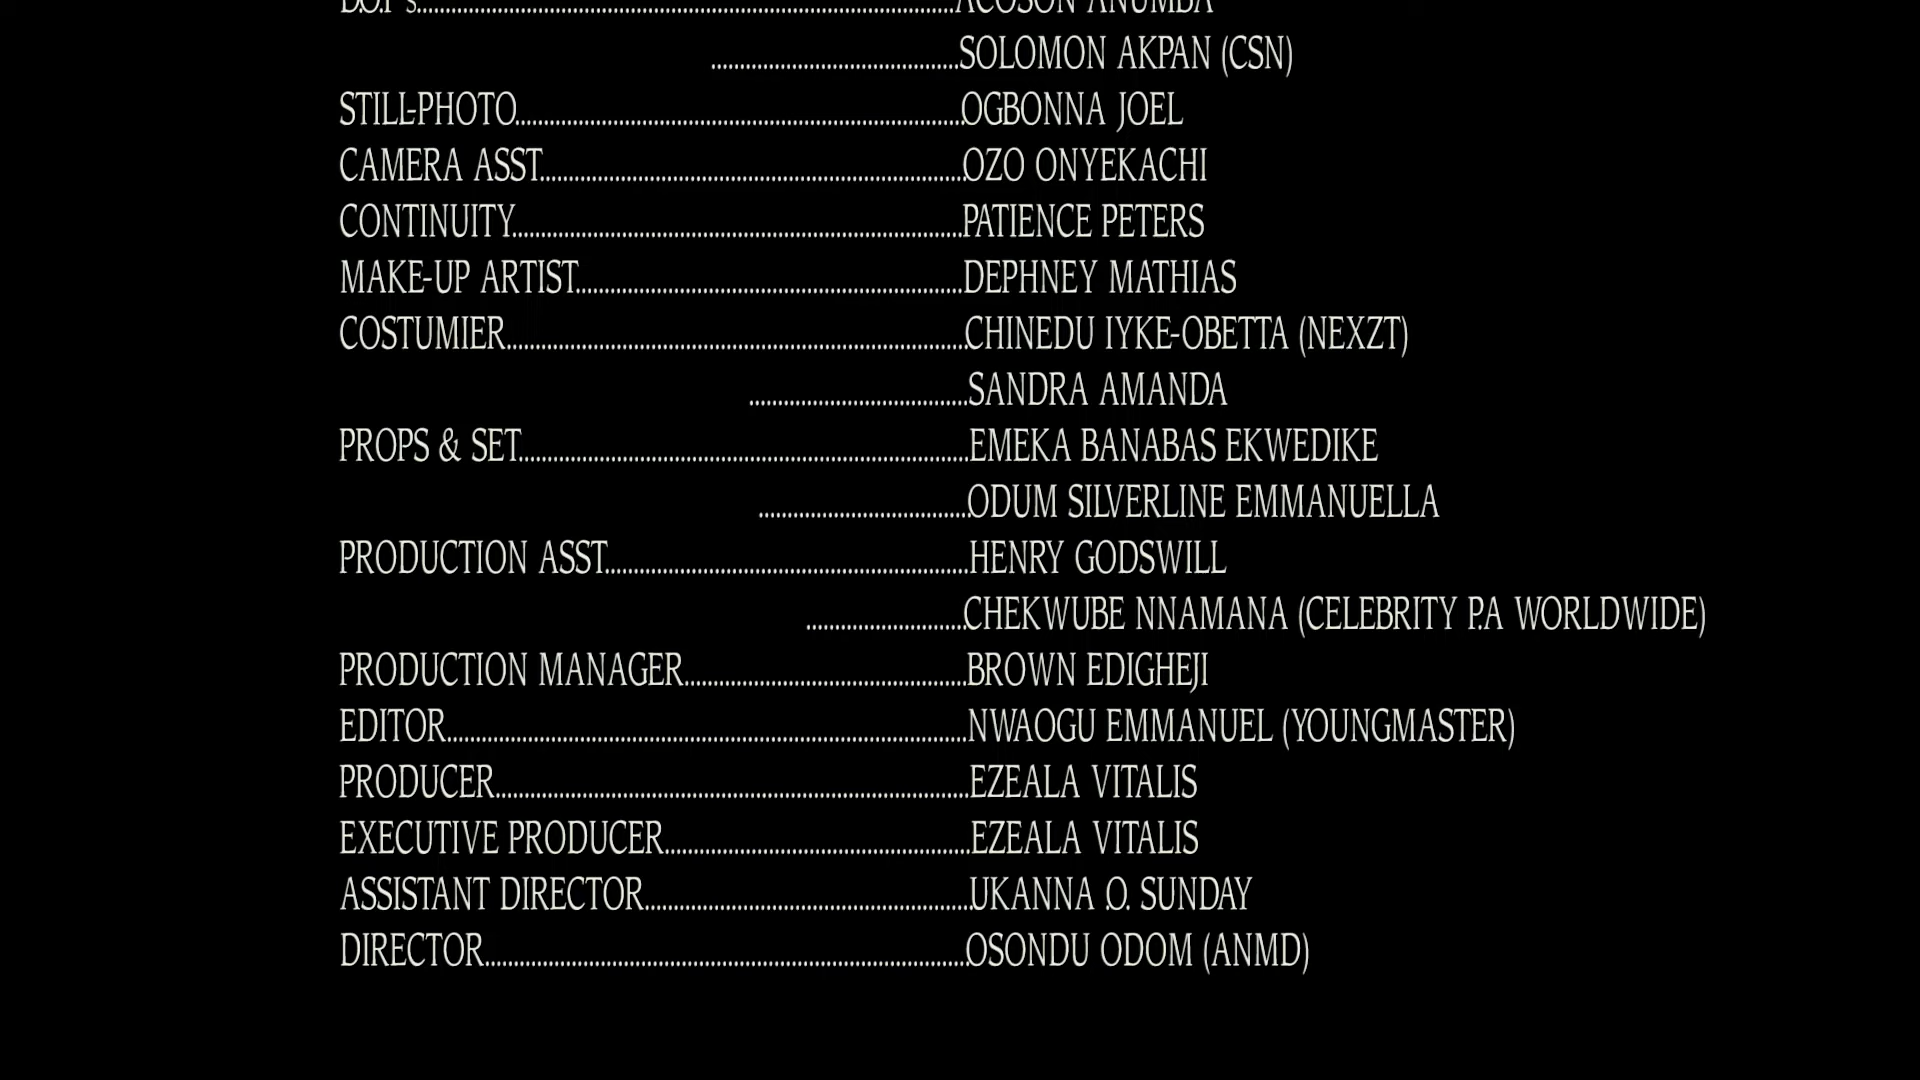 D.O.P's......................................................................ACOSON ANUMBA
...........................................SOLOMON AKPAN (CSN)
STILL-PHOTO..............................................................................OGBONNA JOEL
CAMERA ASST..........................................................................OZO ONYEKACHI
CONTINUITY..............................................................................PATIENCE PETERS
MAKE-UP ARTIST...................................................................DEPHNEY MATHIAS
COSTUMIER................................................................................CHINEDU IYKE-OBETTA (NEXZT)
......................................SANDRA AMANDA
PROPS & SET..............................................................................EMEKA BANABAS EKWEDIKE
.....................................ODUM SILVERLINE EMMANUELLA
PRODUCTION ASST...............................................................HENRY GODSWILL
............................CHEKWUBE NNAMANA (CELEBRITY P.A WORLDWIDE)
PRODUCTION MANAGER.................................................BROWN EDIGHEJI
EDITOR..........................................................................................NWAOGU EMMANUEL (YOUNGMASTER)
PRODUCER..................................................................................EZEALA VITALIS
EXECUTIVE PRODUCER.....................................................EZEALA VITALIS
ASSISTANT DIRECTOR.........................................................UKANNA .O. SUNDAY
DIRECTOR....................................................................................OSONDU ODOM (ANMD)